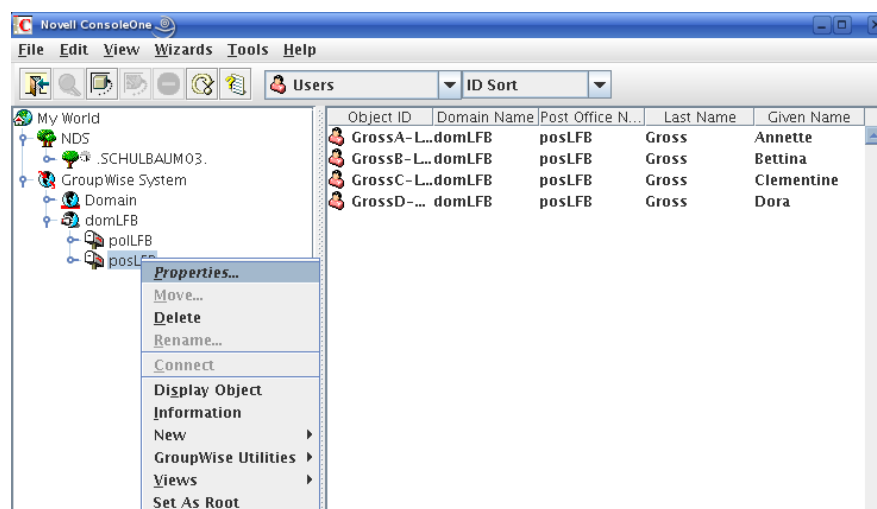 Novell ConsoleOne
File Edit View Wizards Tools Help
Users ID Sort
My World
NDS
.SCHULBAUM03.
GroupWise System
Domain
domLFB
polLFB
posLFB
Properties...
Move...
Delete
Rename...
Connect
Display Object
Information
New
GroupWise Utilities
Views
Set As Root
Object ID Domain Name Post Office N... Last Name Given Name
GrossA-L... domLFB posLFB Gross Annette
GrossB-L... domLFB posLFB Gross Bettina
GrossC-L... domLFB posLFB Gross Clementine
GrossD-... domLFB posLFB Gross Dora